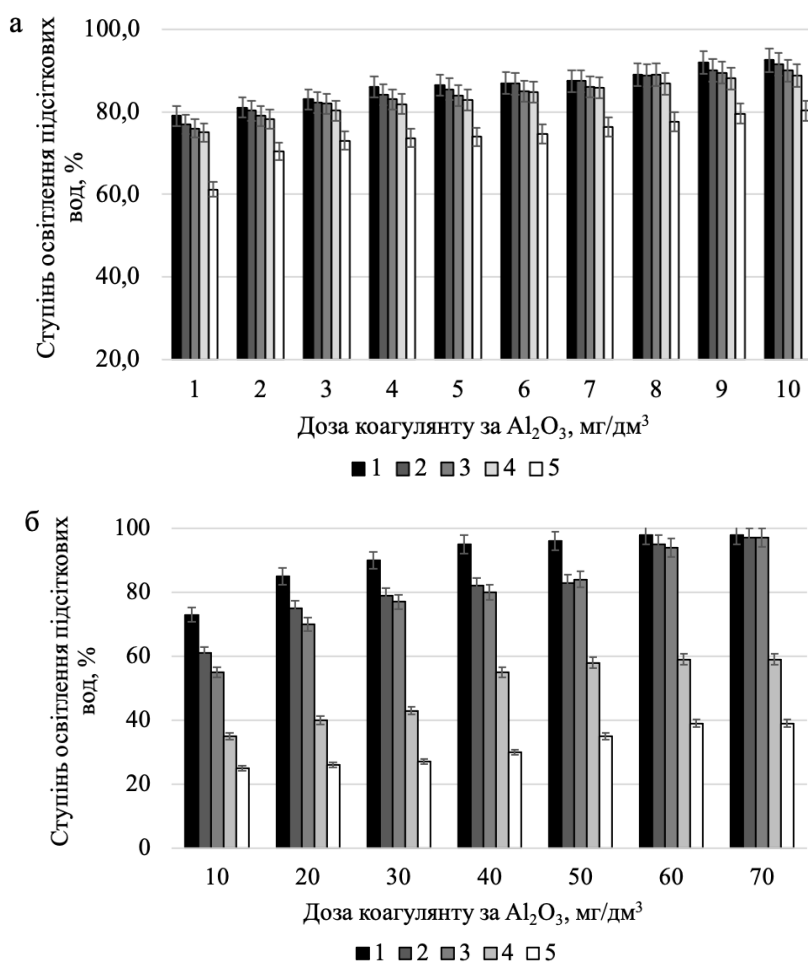 а
Ступінь освітлення підсіткових
вод, %
100,0
80,0
60,0
40,0
20,0
1 2 3 4 5 6 7 8 9 10
Доза коагулянту за Al₂O₃, мг/дм³
1 2 3 4 5
б
Ступінь освітлення підсіткових
вод, %
100
80
60
40
20
0
10 20 30 40 50 60 70
Доза коагулянту за Al₂O₃, мг/дм³
1 2 3 4 5